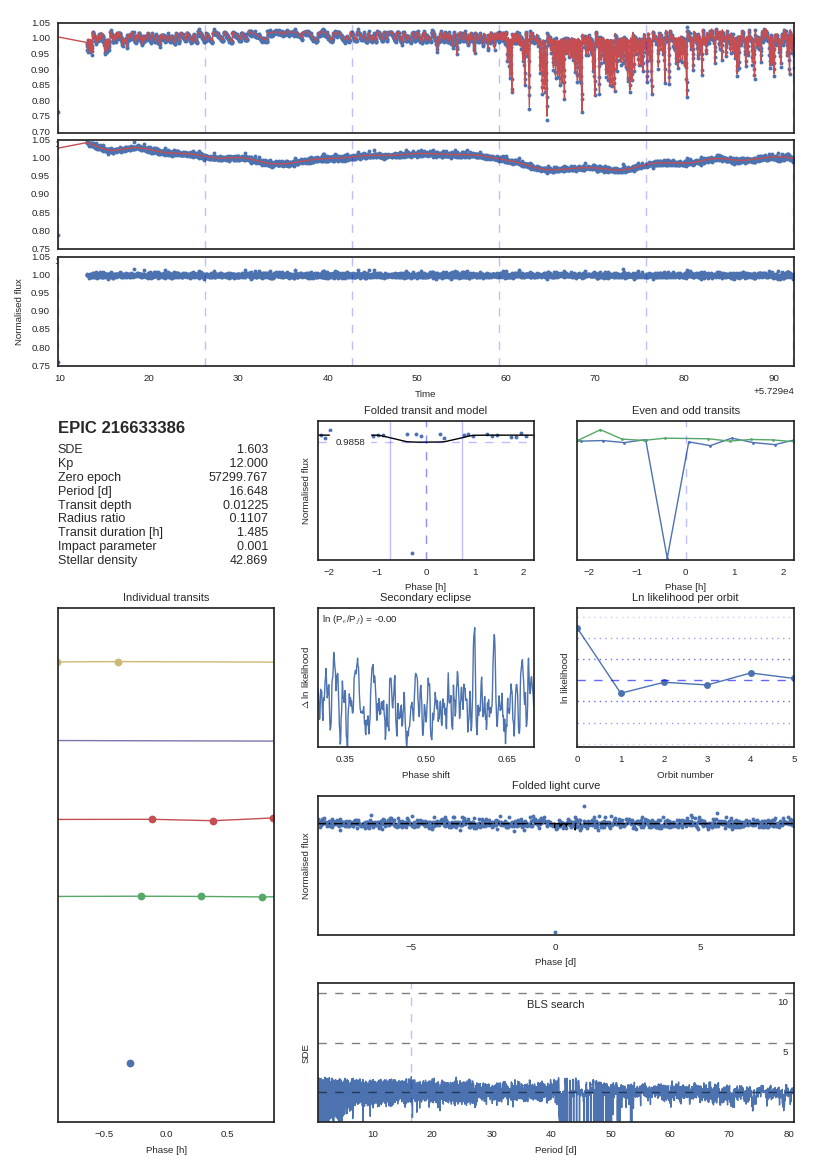 1.05
1.00
0.95
0.90
0.85
0.80
0.75
0.70
1.05
1.00
0.95
0.90
0.85
0.80
0.75
1.05
1.00
0.95
0.90
0.85
0.80
0.75
Normalised flux
10 20 30 40 50 60 70 80 90
Time
+5.729e4
EPIC 216633386
SDE 1.603
Kp 12.000
Zero epoch 57299.767
Period [d] 16.648
Transit depth 0.01225
Radius ratio 0.1107
Transit duration [h] 1.485
Impact parameter 0.001
Stellar density 42.869
Folded transit and model
0.9858
Normalised flux
−2 −1 0 1 2
Phase [h]
Even and odd transits
−2 −1 0 1 2
Phase [h]
Individual transits
−0.5 0.0 0.5
Phase [h]
Secondary eclipse
Δ ln likelihood
0.35 0.50 0.65
Phase shift
Ln likelihood per orbit
ln likelihood
0 1 2 3 4 5
Orbit number
Folded light curve
Normalised flux
−5 0 5
Phase [d]
BLS search
10
5
SDE
10 20 30 40 50 60 70 80
Period [d]